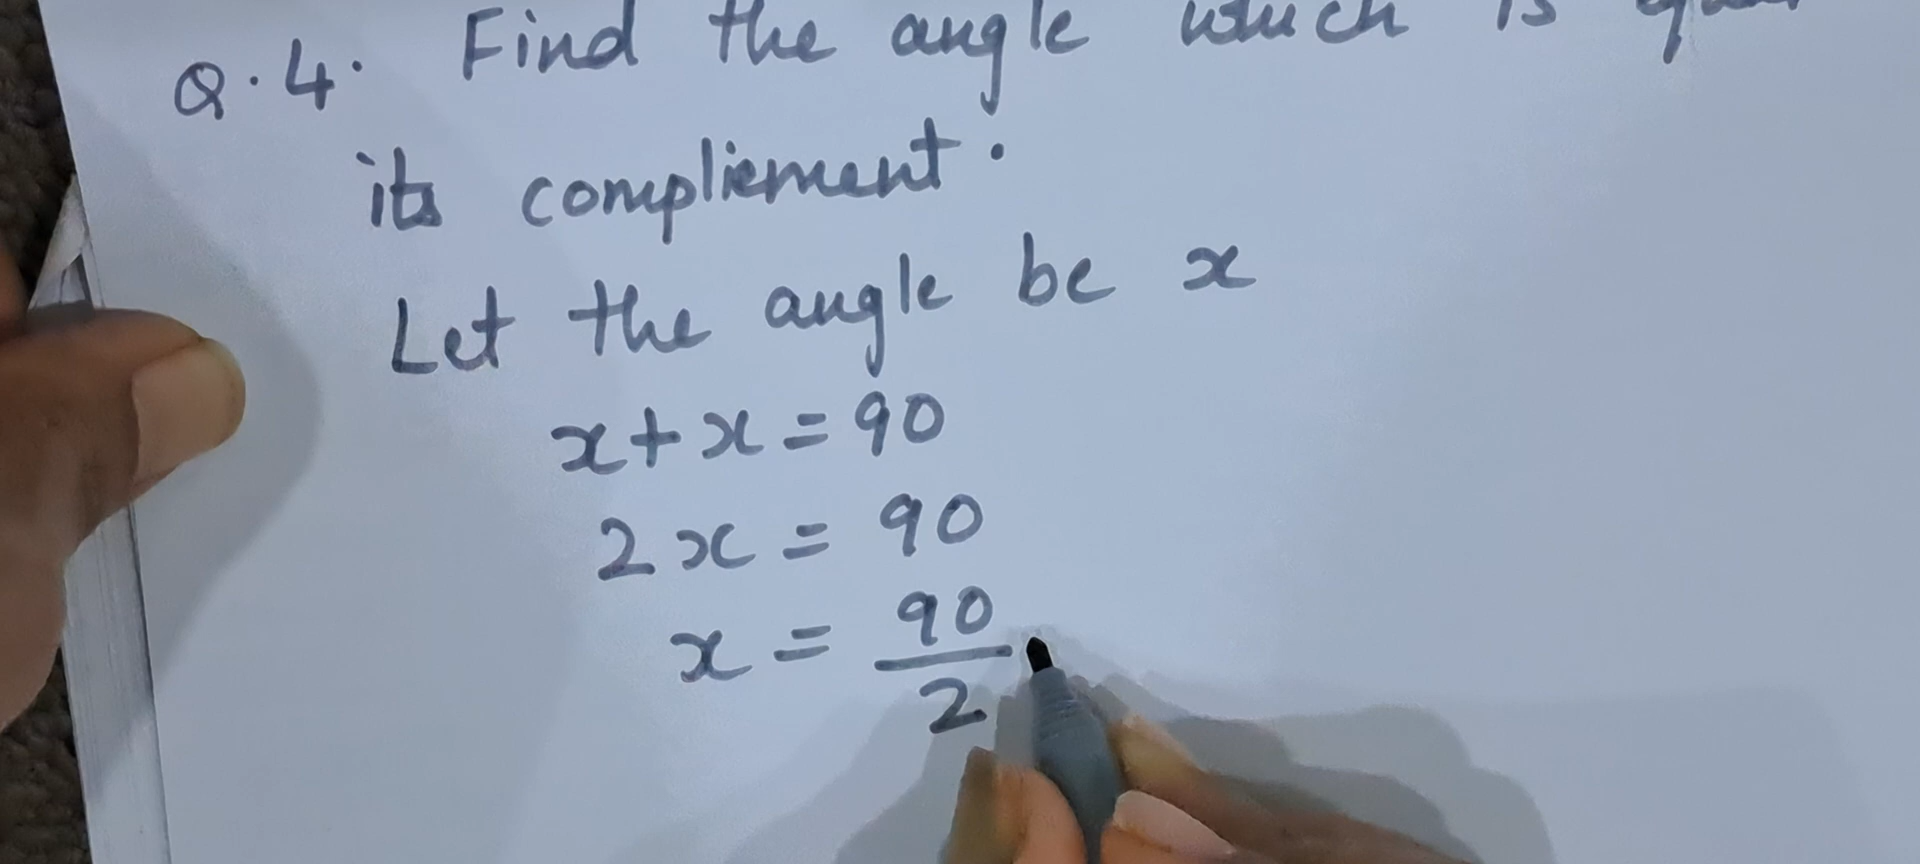 Q.4. Find the angle which is
its compliement.
Let the angle be x
x+x=90
2x = 90
x = 90/2